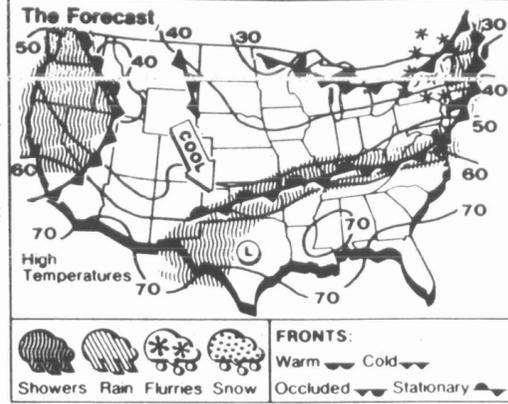 The Forecast
50
40
40
30
30
40
50
60
60
COOL
70
70
70
70
70
70
L
High
Temperatures
Showers Rain Flurries Snow
FRONTS:
Warm Cold
Occluded Stationary